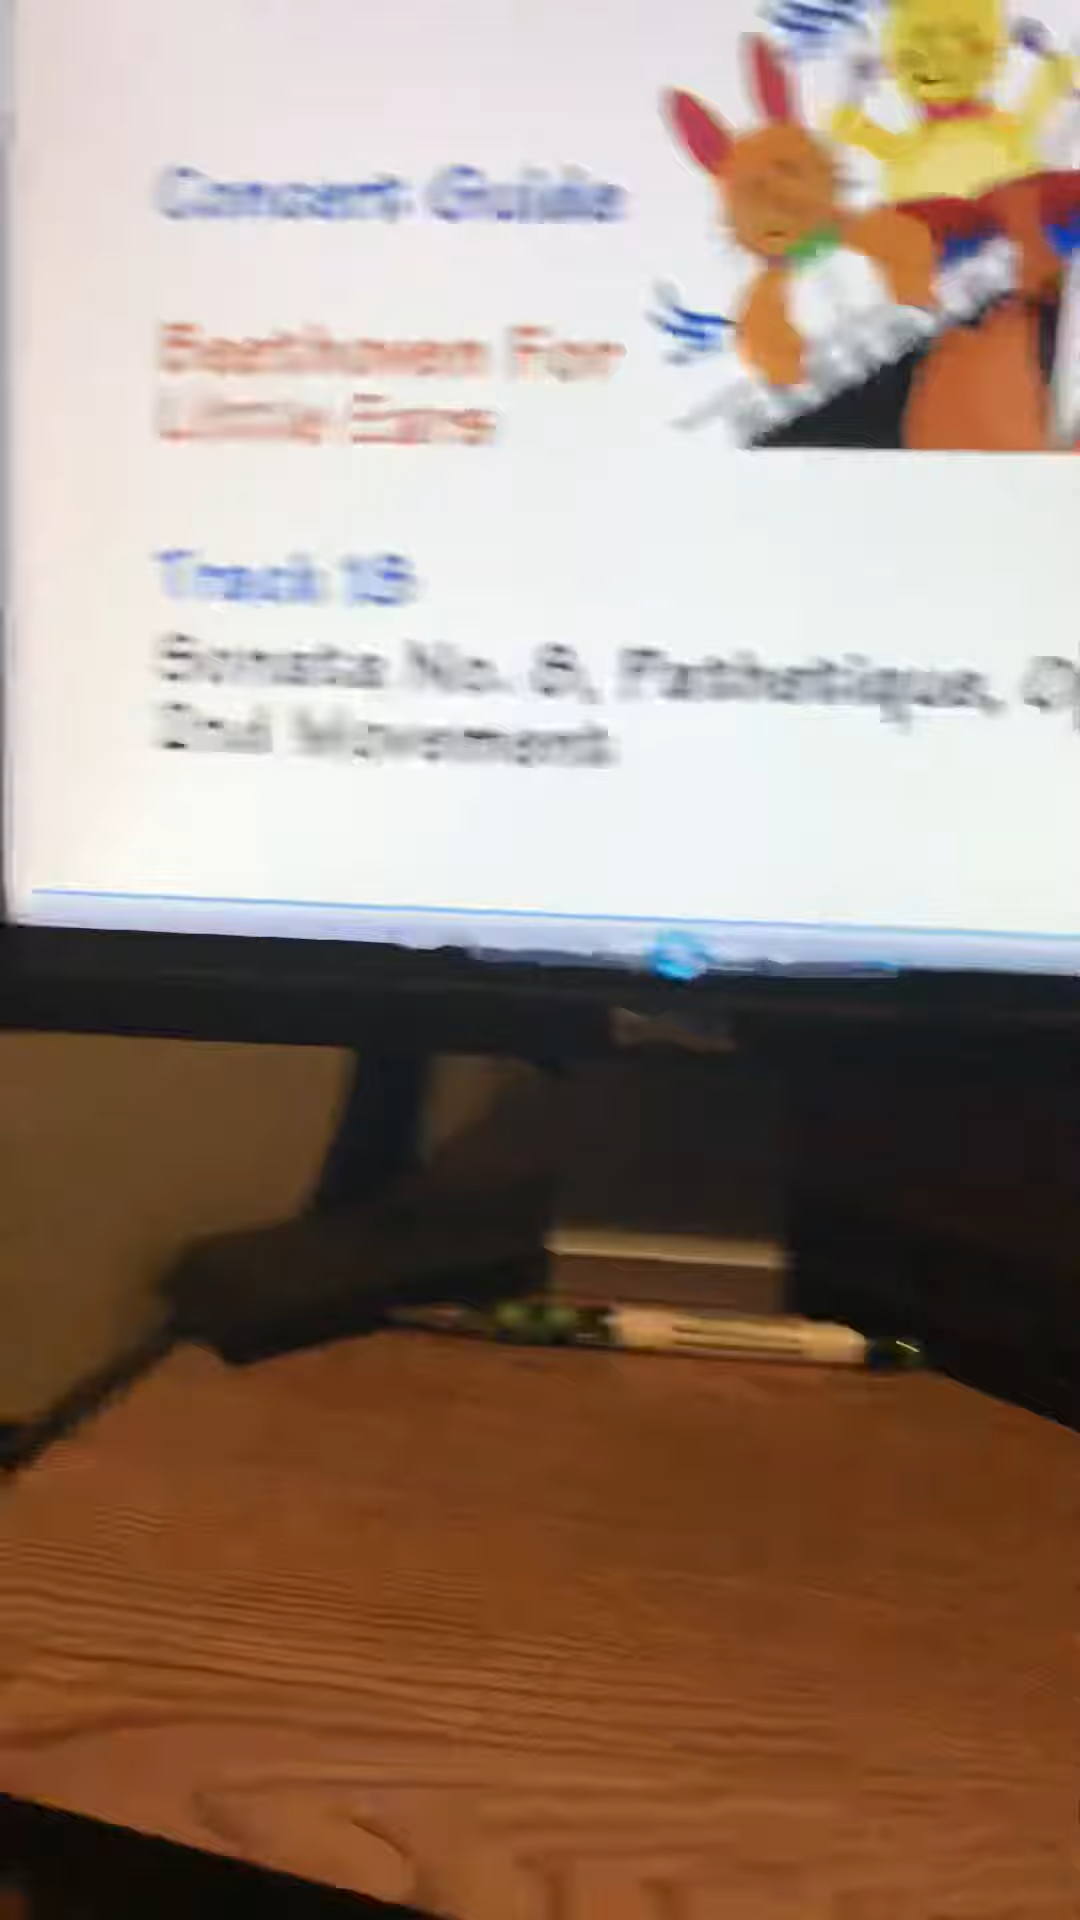 Concert Guide
Beethoven For
Little Ears
Track 18
Sonata No. 8, Pathetique, O
2nd Movement